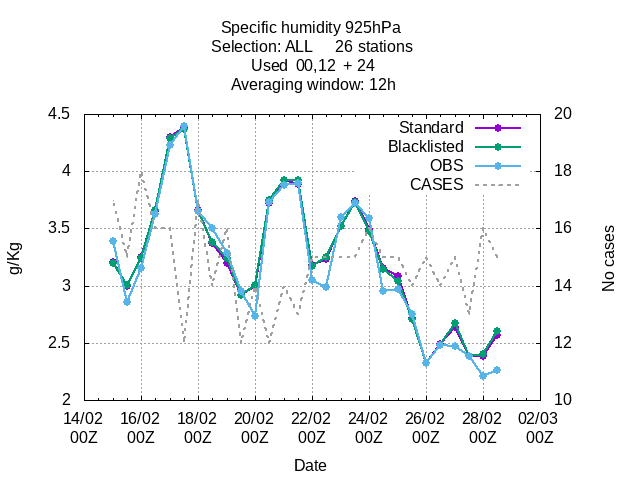 Specific humidity 925hPa
Selection: ALL 26 stations
Used 00,12 + 24
Averaging window: 12h
4.5
4
3.5
3
2.5
2
g/Kg
20
18
16
14
12
10
No cases
Standard
Blacklisted
OBS
CASES
14/02 16/02 18/02 20/02 22/02 24/02 26/02 28/02 02/03
00Z 00Z 00Z 00Z 00Z 00Z 00Z 00Z 00Z
Date